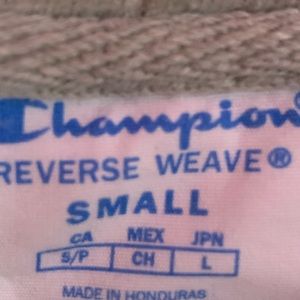 Champion
REVERSE WEAVE®
SMALL
CA MEX JPN
S/P CH L
MADE IN HONDURAS